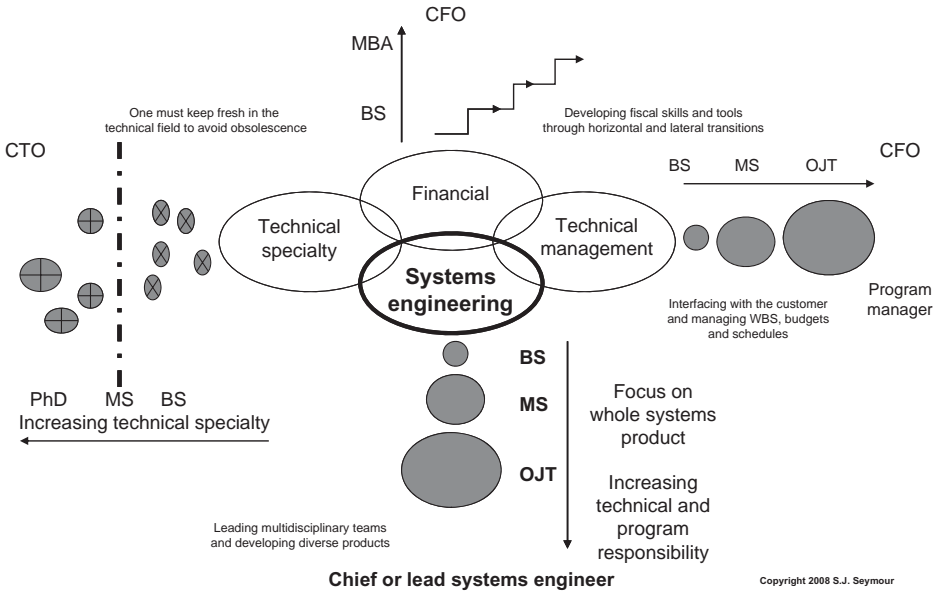 CFO
MBA
BS
One must keep fresh in the
technical field to avoid obsolescence
Developing fiscal skills and tools
through horizontal and lateral transitions
CTO
BS MS OJT
CFO
Financial
Technical
specialty
Technical
management
Systems
engineering
Program
manager
Interfacing with the customer
and managing WBS, budgets
and schedules
PhD MS BS
Increasing technical specialty
BS
MS
OJT
Focus on
whole systems
product
Increasing
technical and
program
responsibility
Leading multidisciplinary teams
and developing diverse products
Chief or lead systems engineer
Copyright 2008 S.J. Seymour